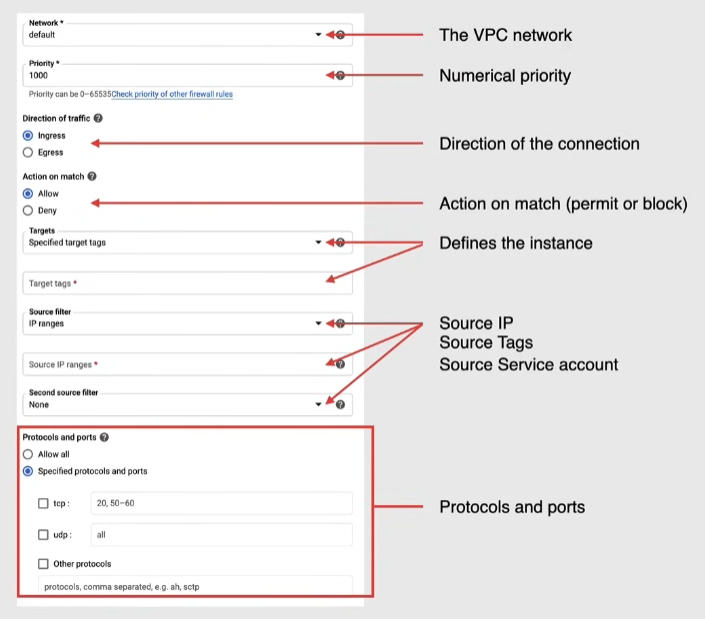 Network *
default
The VPC network
Priority *
1000
Numerical priority
Priority can be 0–65535Check priority of other firewall rules
Direction of traffic
Ingress
Egress
Direction of the connection
Action on match
Allow
Deny
Action on match (permit or block)
Targets
Specified target tags
Defines the instance
Target tags *
Source filter
IP ranges
Source IP
Source Tags
Source Service account
Source IP ranges *
Second source filter
None
Protocols and ports
Allow all
Specified protocols and ports
tcp :
20, 50–60
Protocols and ports
udp :
all
Other protocols
protocols, comma separated, e.g. ah, sctp